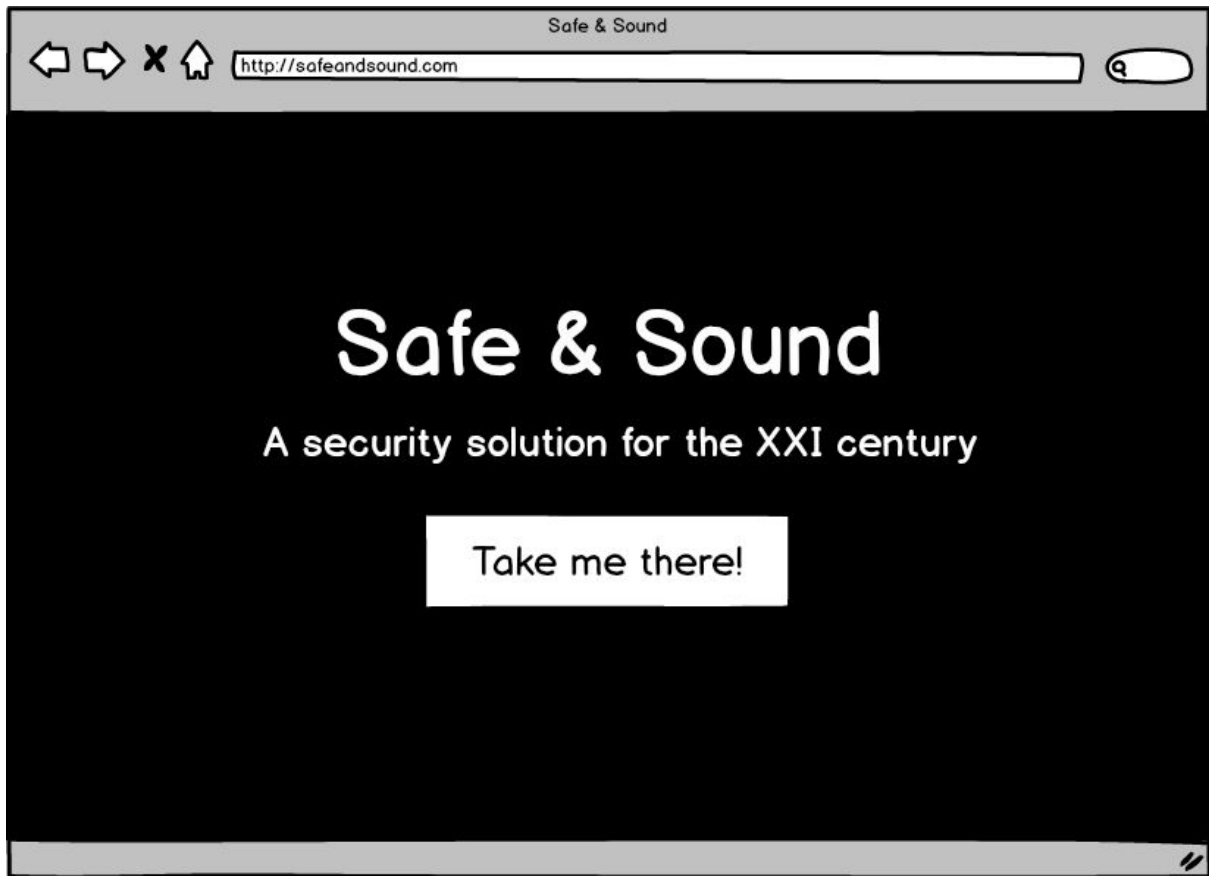 Safe & Sound
http://safeandsound.com
Safe & Sound
A security solution for the XXI century
Take me there!